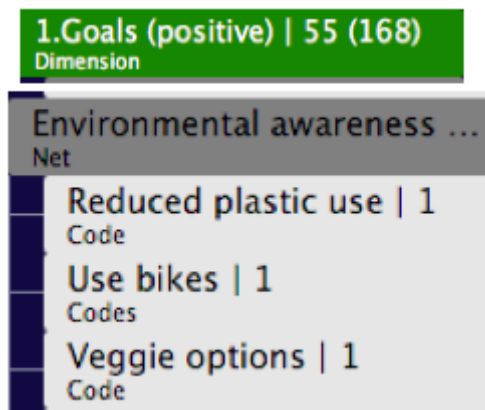 1.Goals (positive) | 55 (168)
Dimension
Environmental awareness ...
Net
Reduced plastic use | 1
Code
Use bikes | 1
Codes
Veggie options | 1
Code